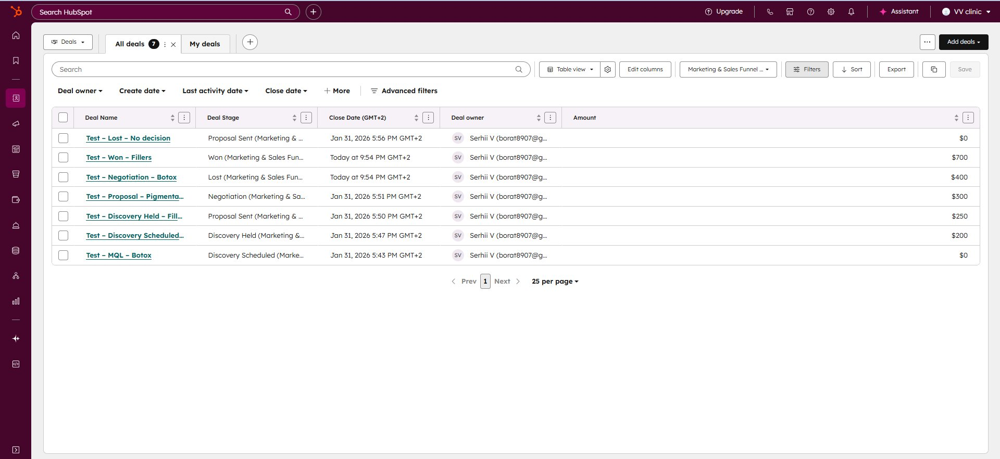 Search HubSpot
Upgrade
Assistant
VV clinic
Deals
All deals 7
My deals
Add deals
Search
Table view
Edit columns
Marketing & Sales Funnel ...
Filters
Sort
Export
Save
Deal owner
Create date
Last activity date
Close date
More
Advanced filters
Deal Name Deal Stage Close Date (GMT+2) Deal owner Amount
Test – Lost – No decision Proposal Sent (Marketing & ... Jan 31, 2026 5:56 PM GMT+2 SV Serhii V (borat8907@g... $0
Test – Won – Fillers Won (Marketing & Sales Fun... Today at 9:54 PM GMT+2 SV Serhii V (borat8907@g... $700
Test – Negotiation – Botox Lost (Marketing & Sales Fun... Today at 9:54 PM GMT+2 SV Serhii V (borat8907@g... $400
Test – Proposal – Pigmenta... Negotiation (Marketing & Sa... Jan 31, 2026 5:51 PM GMT+2 SV Serhii V (borat8907@g... $300
Test – Discovery Held – Fill... Proposal Sent (Marketing & ... Jan 31, 2026 5:50 PM GMT+2 SV Serhii V (borat8907@g... $250
Test – Discovery Scheduled... Discovery Held (Marketing &... Jan 31, 2026 5:47 PM GMT+2 SV Serhii V (borat8907@g... $200
Test – MQL – Botox Discovery Scheduled (Marke... Jan 31, 2026 5:43 PM GMT+2 SV Serhii V (borat8907@g... $0
Prev 1 Next 25 per page